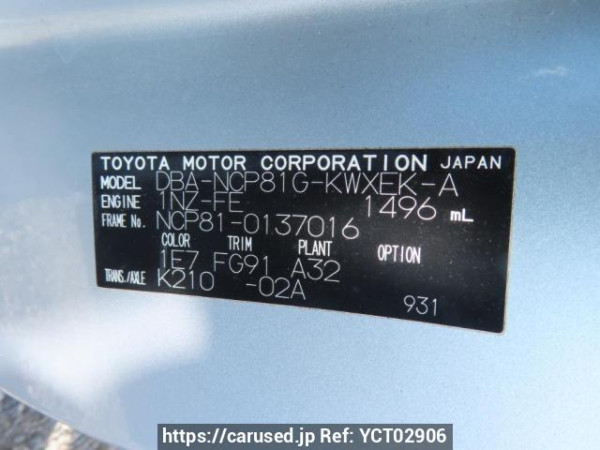 TOYOTA MOTOR CORPORATION JAPAN
MODEL DBA-NCP81G-KWXEK-A
ENGINE 1NZ-FE 1496 mL
FRAME No. NCP81-0137016
COLOR TRIM PLANT OPTION
1E7 FG91 A32
TRANS./AXLE K210 -02A
931
https://carused.jp Ref: YCT02906